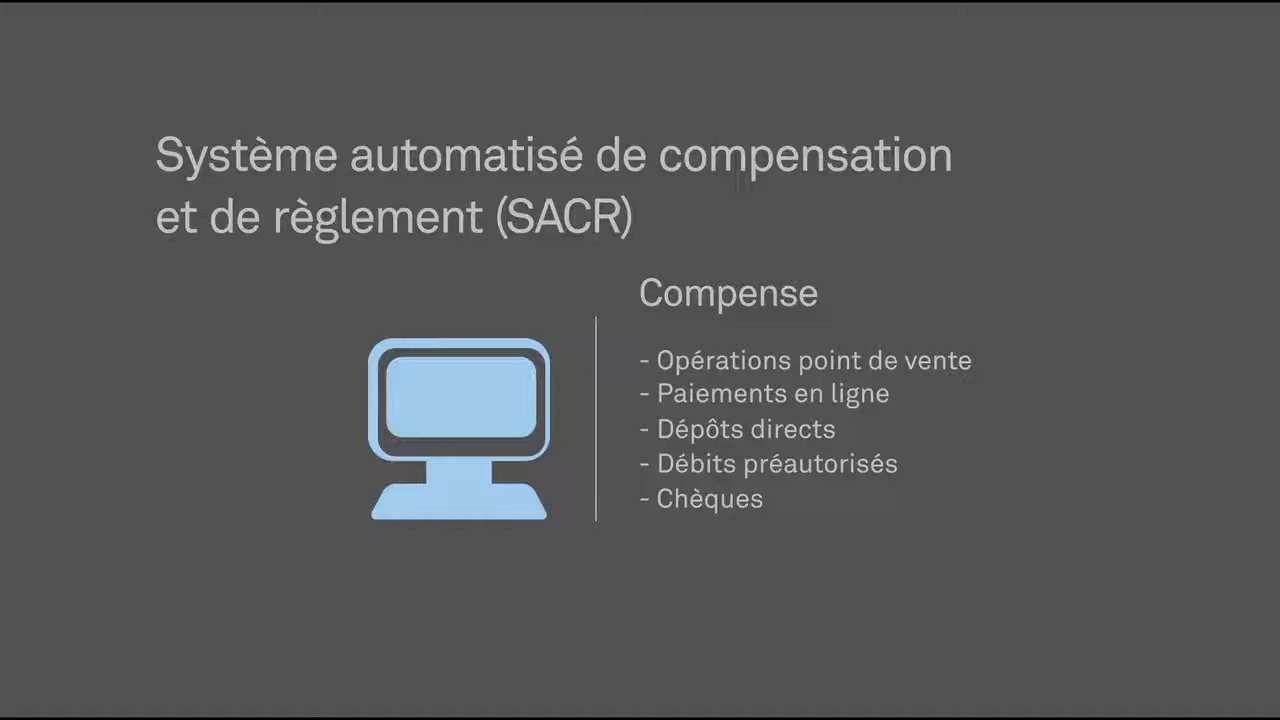 Système automatisé de compensation
et de règlement (SACR)
Compense
- Opérations point de vente
- Paiements en ligne
- Dépôts directs
- Débits préautorisés
- Chèques